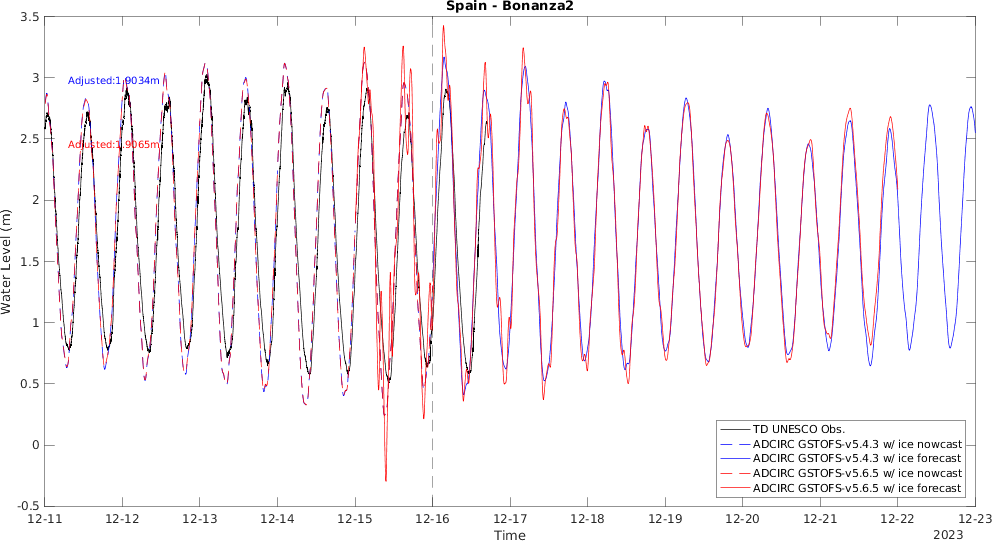 Spain - Bonanza2
3.5
3
2.5
2
1.5
1
0.5
0
-0.5
Water Level (m)
Adjusted:1.9034m
Adjusted:1.9065m
TD UNESCO Obs.
ADCIRC GSTOFS-v5.4.3 w/ ice nowcast
ADCIRC GSTOFS-v5.4.3 w/ ice forecast
ADCIRC GSTOFS-v5.6.5 w/ ice nowcast
ADCIRC GSTOFS-v5.6.5 w/ ice forecast
12-11 12-12 12-13 12-14 12-15 12-16 12-17 12-18 12-19 12-20 12-21 12-22 12-23
Time
2023